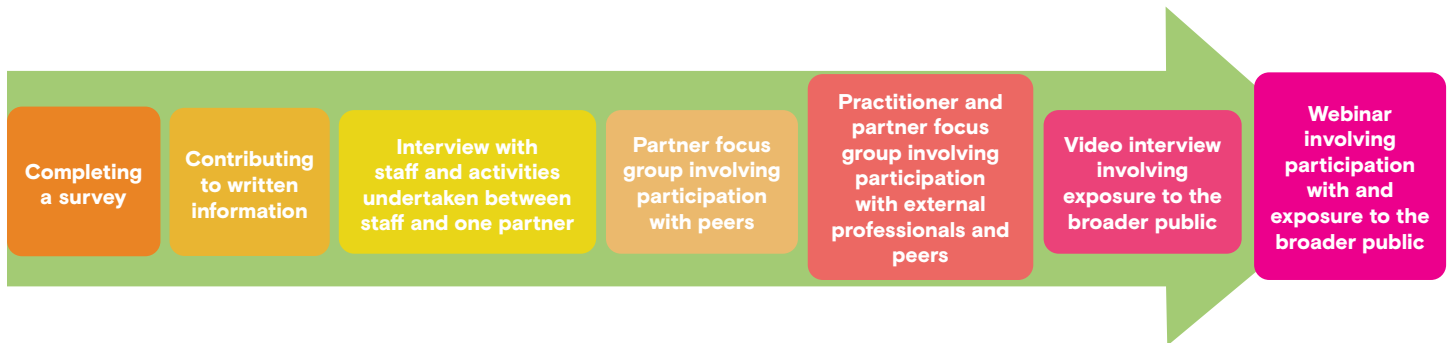 Completing
a survey
Contributing
to written
information
Interview with
staff and activities
undertaken between
staff and one partner
Partner focus
group involving
participation
with peers
Practitioner and
partner focus
group involving
participation
with external
professionals and
peers
Video interview
involving
exposure to the
broader public
Webinar
involving
participation
with and
exposure to the
broader public